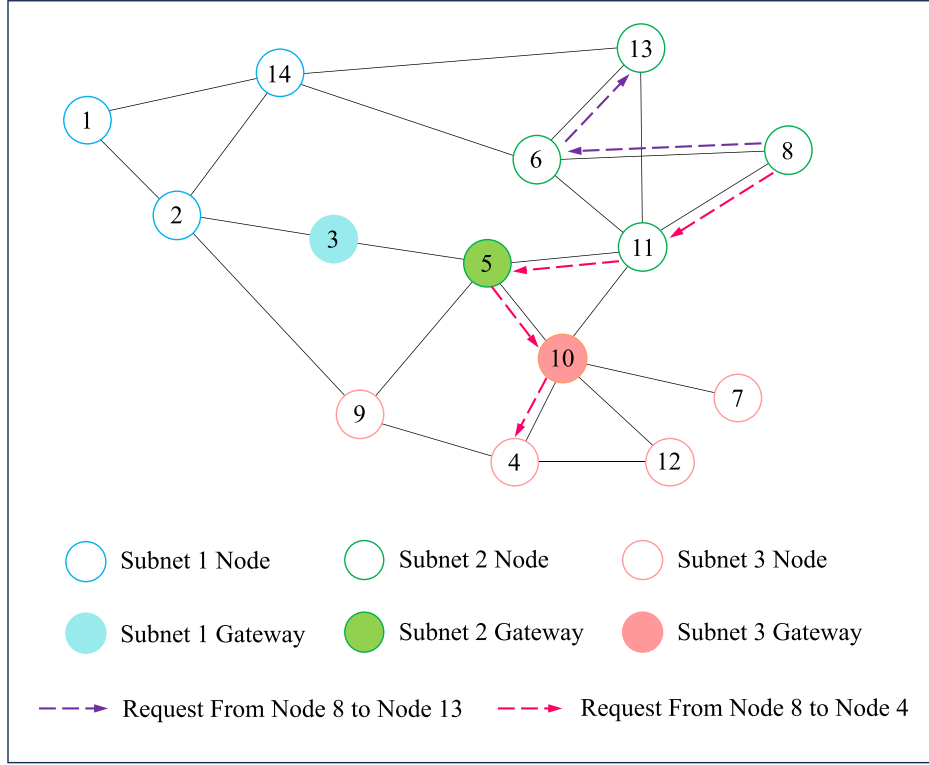 13
14
1
6
8
2
3
11
5
10
7
9
4
12
Subnet 1 Node
Subnet 2 Node
Subnet 3 Node
Subnet 1 Gateway
Subnet 2 Gateway
Subnet 3 Gateway
Request From Node 8 to Node 13
Request From Node 8 to Node 4